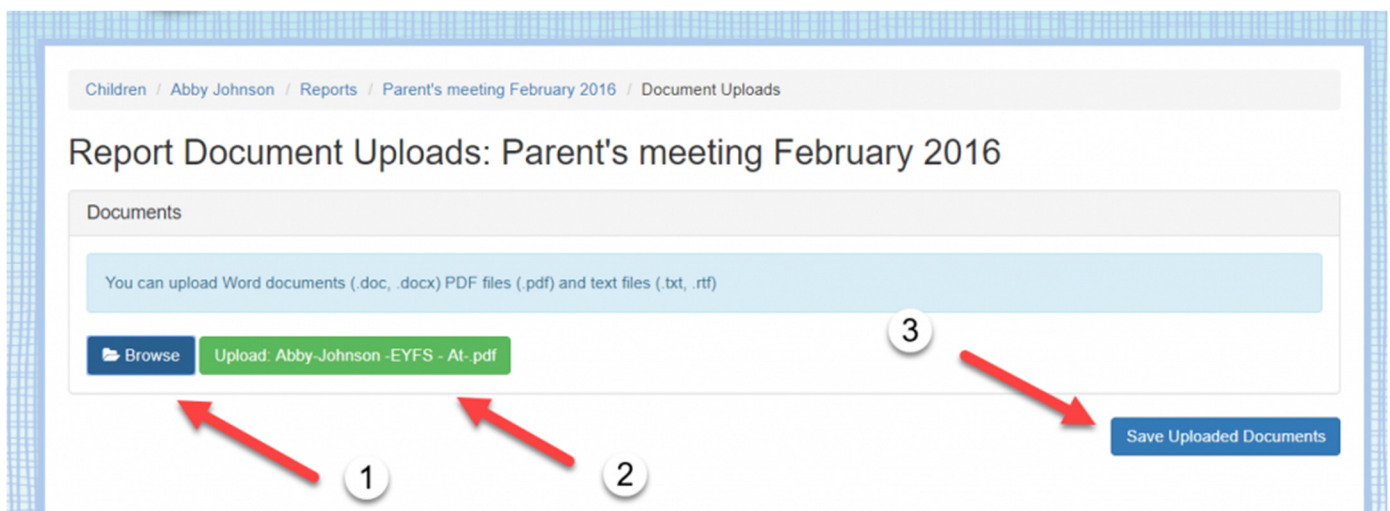 Children / Abby Johnson / Reports / Parent's meeting February 2016 / Document Uploads
Report Document Uploads: Parent's meeting February 2016
Documents
You can upload Word documents (.doc, .docx) PDF files (.pdf) and text files (.txt, .rtf)
Browse Upload: Abby-Johnson -EYFS - At-.pdf
3
Save Uploaded Documents
1 2